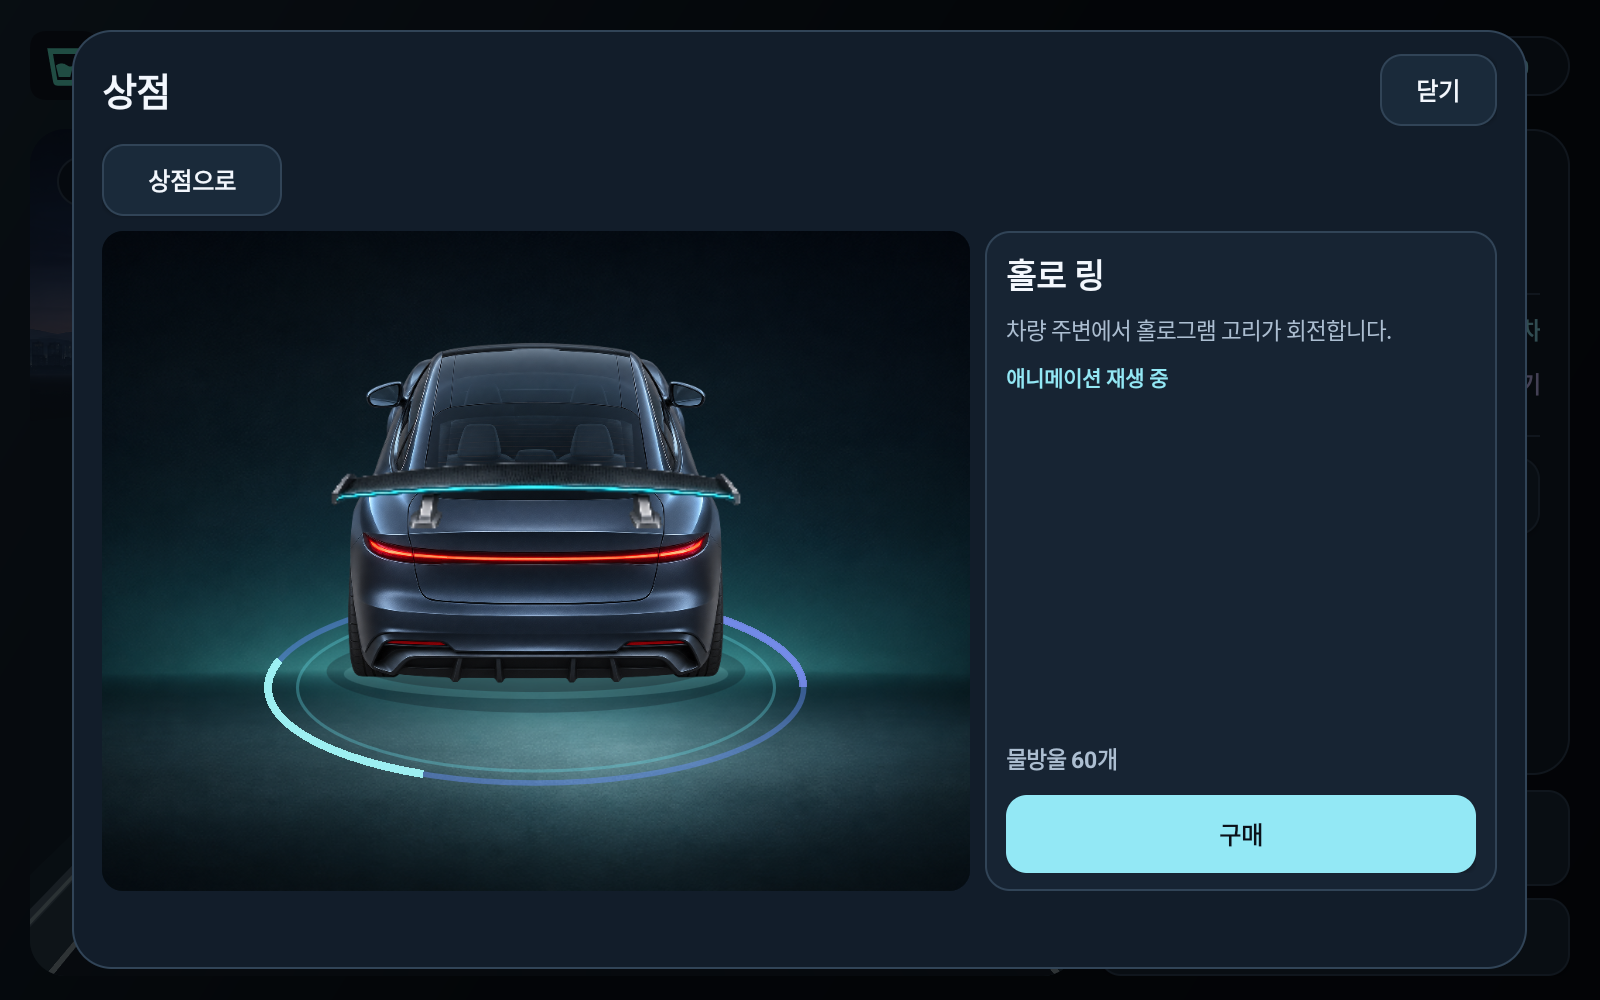 상점
닫기
상점으로
홀로 링
차량 주변에서 홀로그램 고리가 회전합니다.
애니메이션 재생 중
차
기
물방울 60개
구매